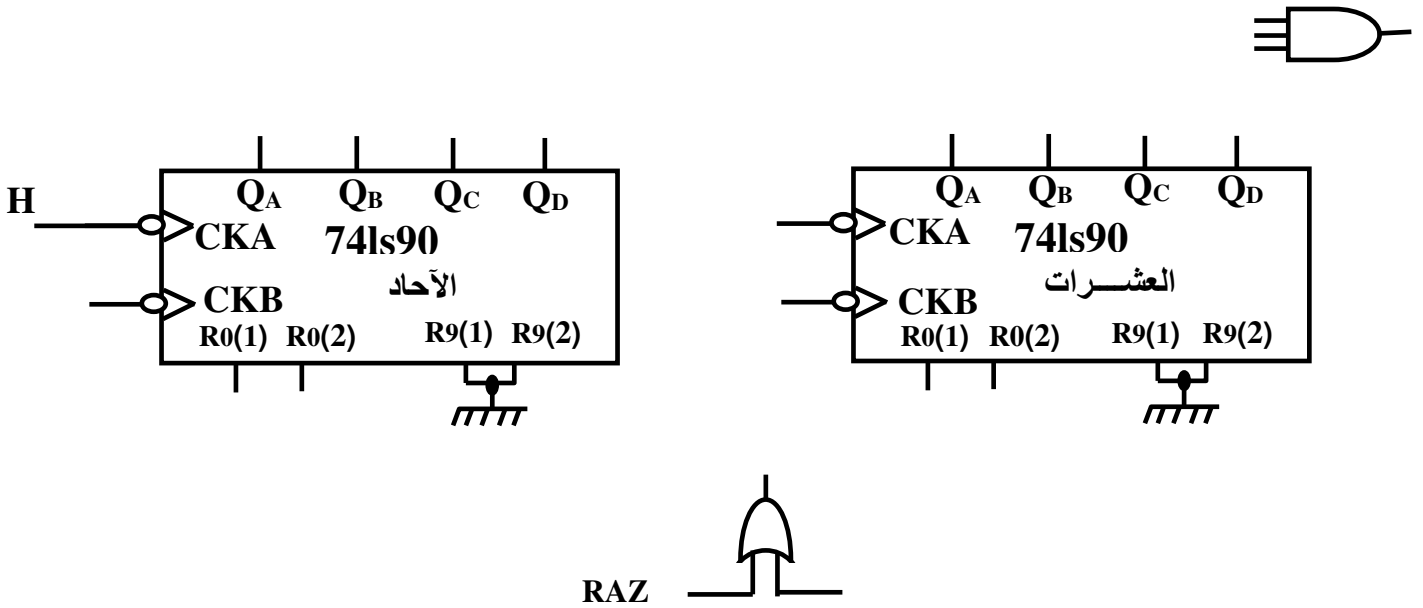 H
QA QB QC QD
CKA 74ls90
الآحاد
CKB
R0(1) R0(2) R9(1) R9(2)
QA QB QC QD
CKA 74ls90
العشـــرات
CKB
R0(1) R0(2) R9(1) R9(2)
RAZ